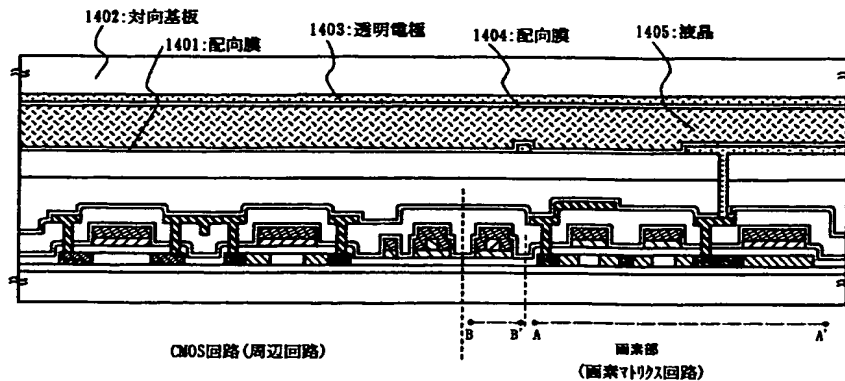 1402:対向基板
1401:配向膜
1403:透明電極
1404:配向膜
1405:液晶
B B' A A'
CMOS回路(周辺回路)
画素部
(画素マトリクス回路)